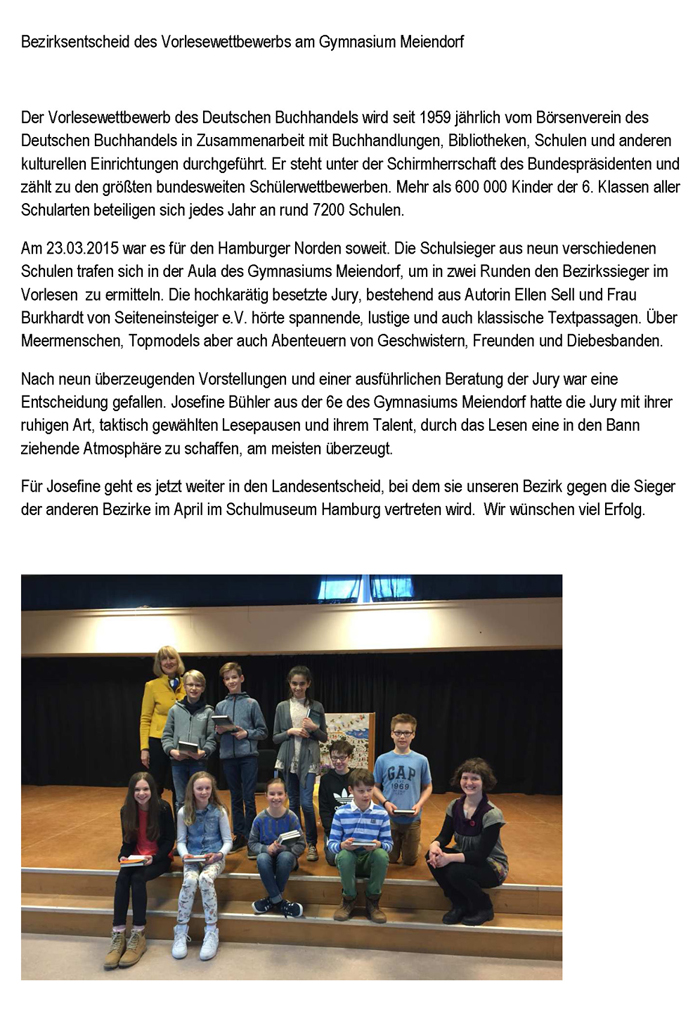 Bezirksentscheid des Vorlesewettbewerbs am Gymnasium Meiendorf
Der Vorlesewettbewerb des Deutschen Buchhandels wird seit 1959 jährlich vom Börsenverein des
Deutschen Buchhandels in Zusammenarbeit mit Buchhandlungen, Bibliotheken, Schulen und anderen
kulturellen Einrichtungen durchgeführt. Er steht unter der Schirmherrschaft des Bundespräsidenten und
zählt zu den größten bundesweiten Schülerwettbewerben. Mehr als 600 000 Kinder der 6. Klassen aller
Schularten beteiligen sich jedes Jahr an rund 7200 Schulen.
Am 23.03.2015 war es für den Hamburger Norden soweit. Die Schulsieger aus neun verschiedenen
Schulen trafen sich in der Aula des Gymnasiums Meiendorf, um in zwei Runden den Bezirkssieger im
Vorlesen zu ermitteln. Die hochkarätig besetzte Jury, bestehend aus Autorin Ellen Sell und Frau
Burkhardt von Seiteneinsteiger e.V. hörte spannende, lustige und auch klassische Textpassagen. Über
Meermenschen, Topmodels aber auch Abenteuern von Geschwistern, Freunden und Diebesbanden.
Nach neun überzeugenden Vorstellungen und einer ausführlichen Beratung der Jury war eine
Entscheidung gefallen. Josefine Bühler aus der 6e des Gymnasiums Meiendorf hatte die Jury mit ihrer
ruhigen Art, taktisch gewählten Lesepausen und ihrem Talent, durch das Lesen eine in den Bann
ziehende Atmosphäre zu schaffen, am meisten überzeugt.
Für Josefine geht es jetzt weiter in den Landesentscheid, bei dem sie unseren Bezirk gegen die Sieger
der anderen Bezirke im April im Schulmuseum Hamburg vertreten wird. Wir wünschen viel Erfolg.
GAP
1969